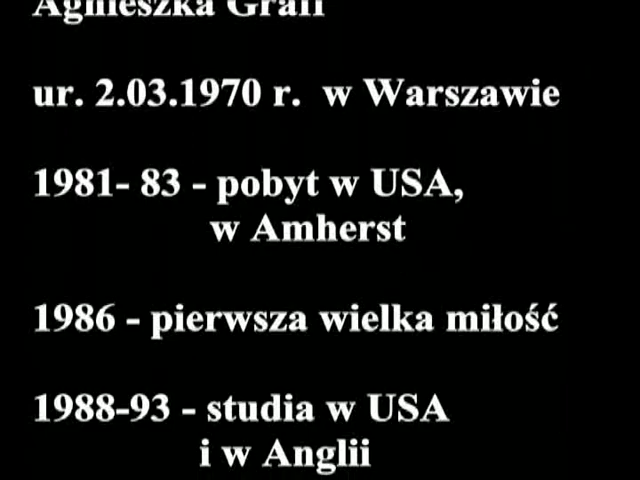 Agnieszka Graff
ur. 2.03.1970 r. w Warszawie
1981- 83 - pobyt w USA,
w Amherst
1986 - pierwsza wielka miłość
1988-93 - studia w USA
i w Anglii